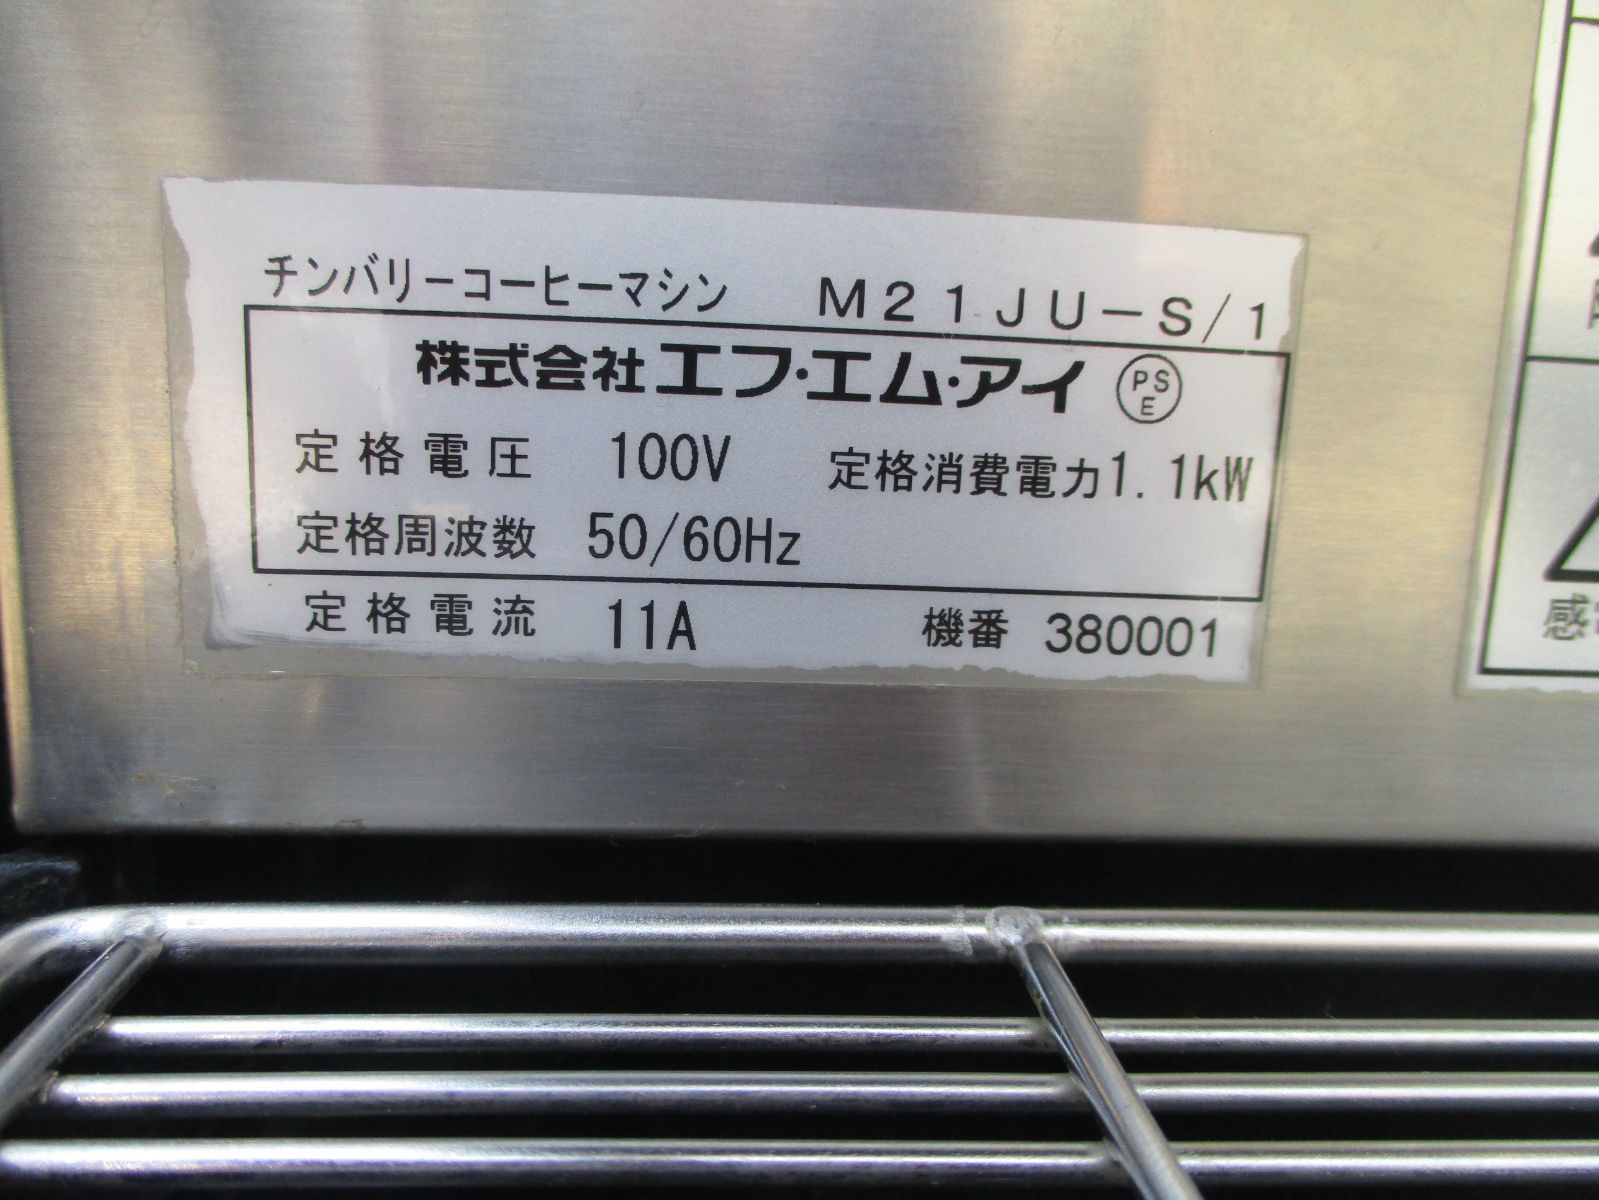 チンバリーコーヒーマシン M21JU-S/1
株式会社エフ・エム・アイ PSE
定格電圧 100V 定格消費電力1.1kW
定格周波数 50/60Hz
定格電流 11A 機番 380001
感